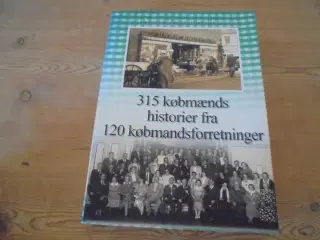 315 købmænds
historier fra
120 købmandsforretninger